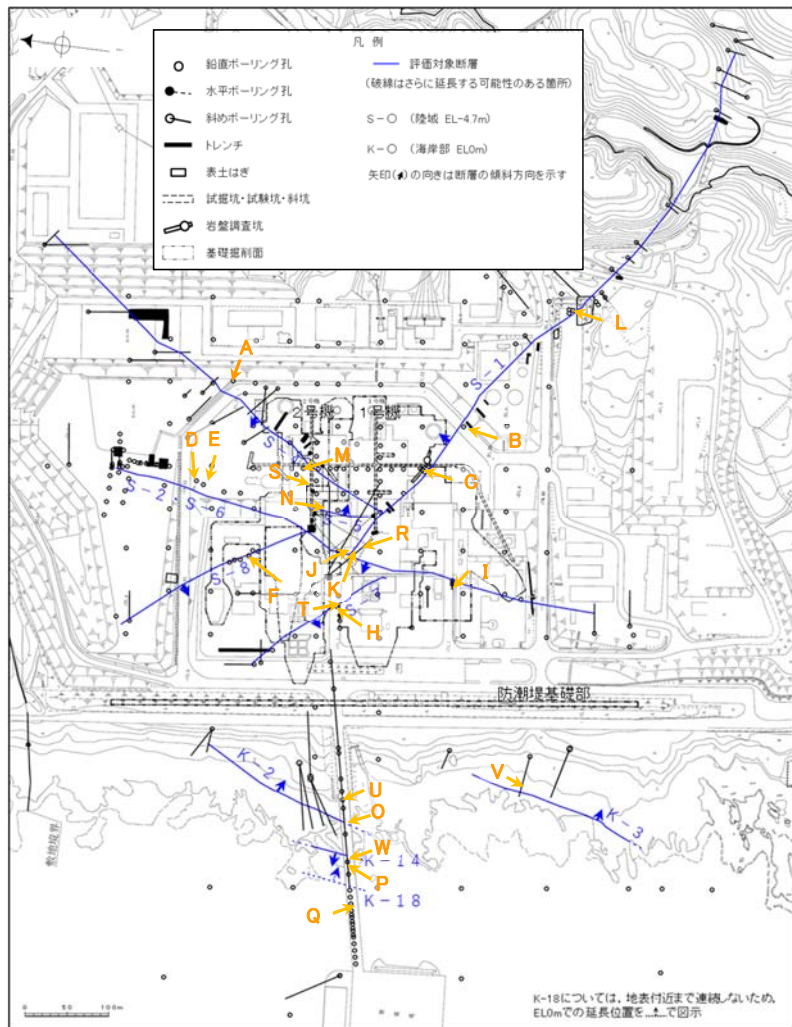 凡 例
鉛直ボーリング孔
水平ボーリング孔
斜めボーリング孔
トレンチ
表土はぎ
試掘坑・試験坑・斜坑
岩盤調査坑
基礎掘削面
評価対象断層
(破線はさらに延長する可能性のある箇所)
S-○ (陸域 EL-4.7m)
K-○ (海岸部 EL0m)
矢印( )の向きは断層の傾斜方向を示す
L
A
S-1
2号機
1号機
B
D
E
M
S
S-4
G
N
S-2・S-6
S-5
R
J
I
S-8
F
K
T
S-7
H
防潮堤基礎部
K-2
V
U
O
K-3
敷地境界
W
K-14
P
K-18
Q
0 50 100m
K-18については、地表付近まで連続しないため、
EL0mでの延長位置を で図示